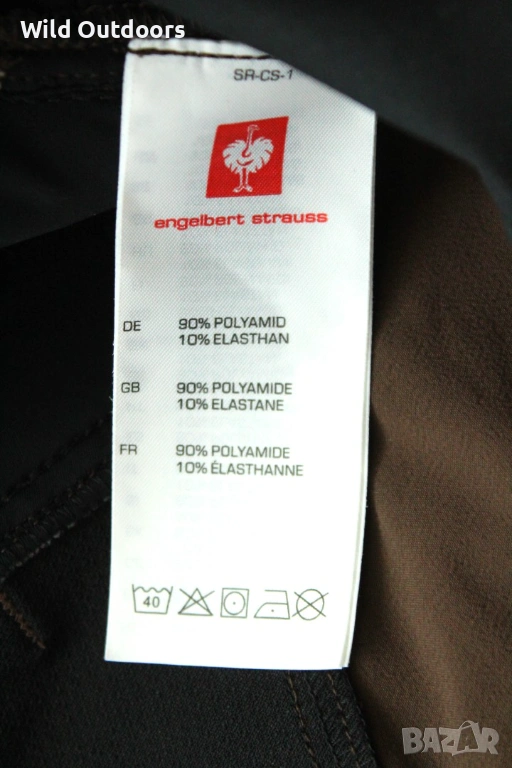 Wild Outdoors
SR-CS-1
engelbert strauss
DE 90% POLYAMID
10% ELASTHAN
GB 90% POLYAMIDE
10% ELASTANE
FR 90% POLYAMIDE
10% ÉLASTHANNE
40
BAZAR